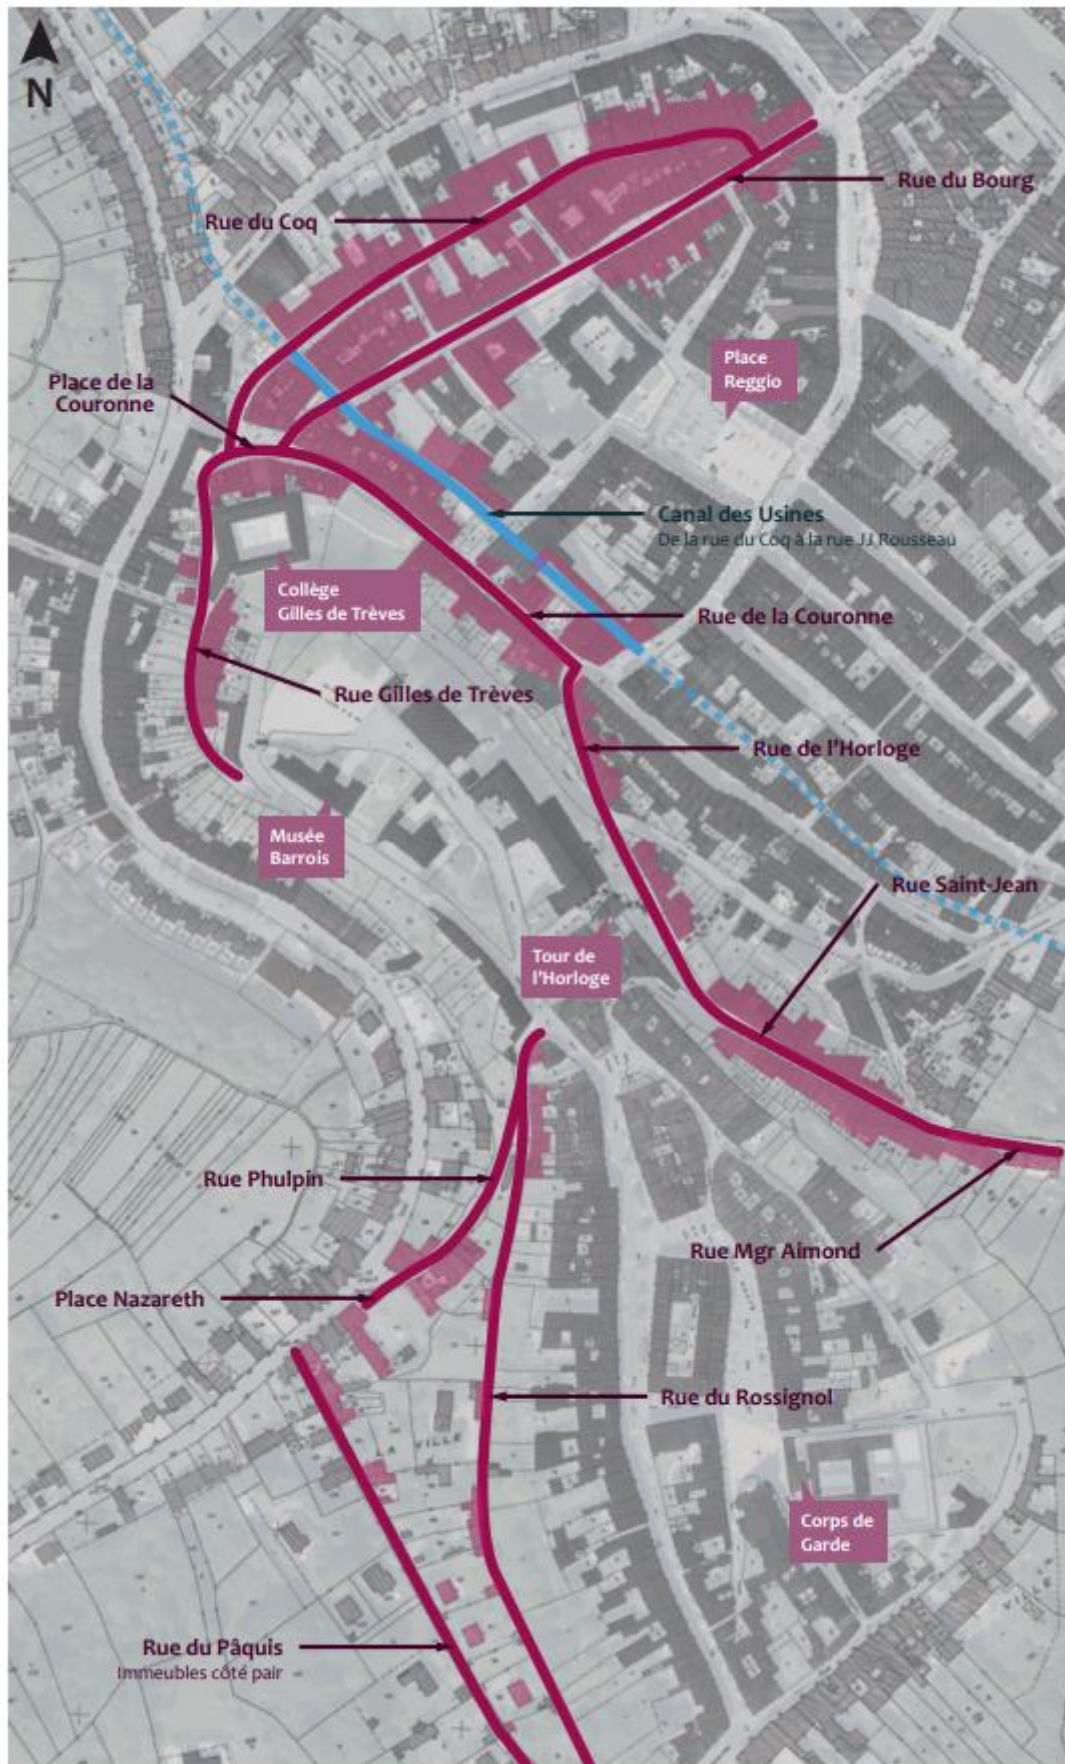 N
Rue du Bourg
Rue du Coq
Place
Reggio
Place de la
Couronne
Canal des Usines
De la rue du Coq à la rue JJ Rousseau
Collège
Gilles de Trèves
Rue de la Couronne
Rue Gilles de Trèves
Rue de l'Horloge
Musée
Barrois
Rue Saint-Jean
Tour de
l'Horloge
Rue Phulpin
Rue Mgr Aimond
Place Nazareth
Rue du Rossignol
A VILLE
Corps de
Garde
Rue du Pâquis
Immeubles côté pair